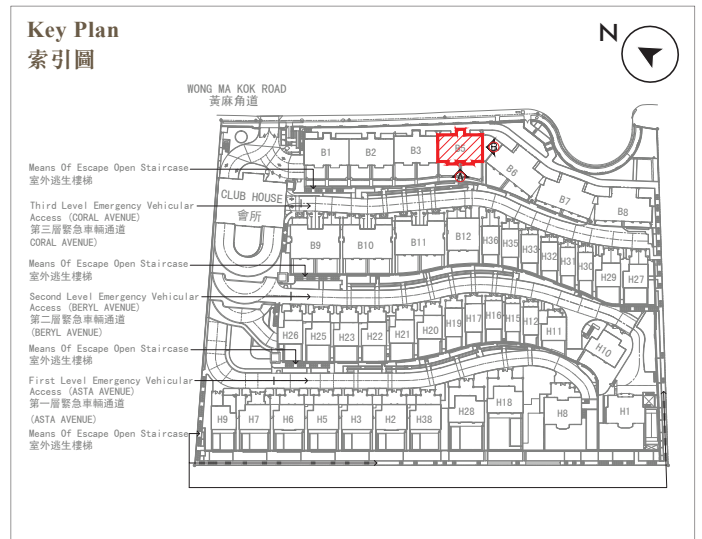 Key Plan
索引圖
N
WONG MA KOK ROAD
黃麻角道
B1
B2
B3
B5
B
A
B6
B7
B8
Means Of Escape Open Staircase
室外逃生樓梯
CLUB HOUSE
會所
Third Level Emergency Vehicular
Access (CORAL AVENUE)
第三層緊急車輛通道
CORAL AVENUE)
B9
B10
B11
B12
H36
H35
H33
H32
H31
H30
H29
H27
Means Of Escape Open Staircase
室外逃生樓梯
Second Level Emergency Vehicular
Access (BERYL AVENUE)
第二層緊急車輛通道
(BERYL AVENUE)
H26
H25
H23
H22
H21
H20
H19
H17
H16
H15
H12
H11
H10
Means Of Escape Open Staircase
室外逃生樓梯
First Level Emergency Vehicular
Access (ASTA AVENUE)
第一層緊急車輛通道
(ASTA AVENUE)
H9
H7
H6
H5
H3
H2
H38
H28
H18
H8
H1
Means Of Escape Open Staircase
室外逃生樓梯